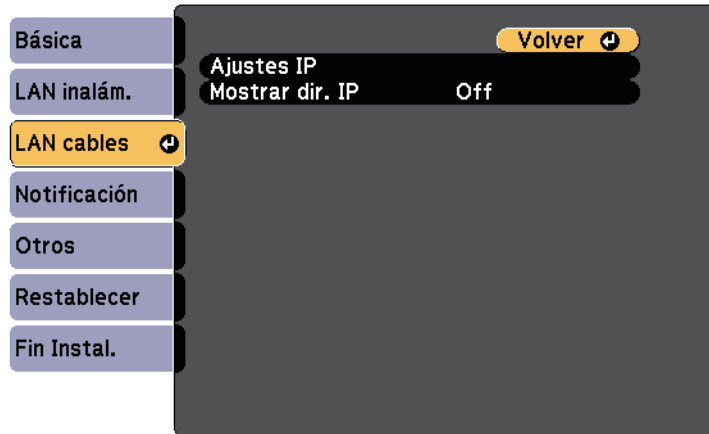 Básica
LAN inalám.
LAN cables
Notificación
Otros
Restablecer
Fin Instal.
Volver
Ajustes IP
Mostrar dir. IP Off